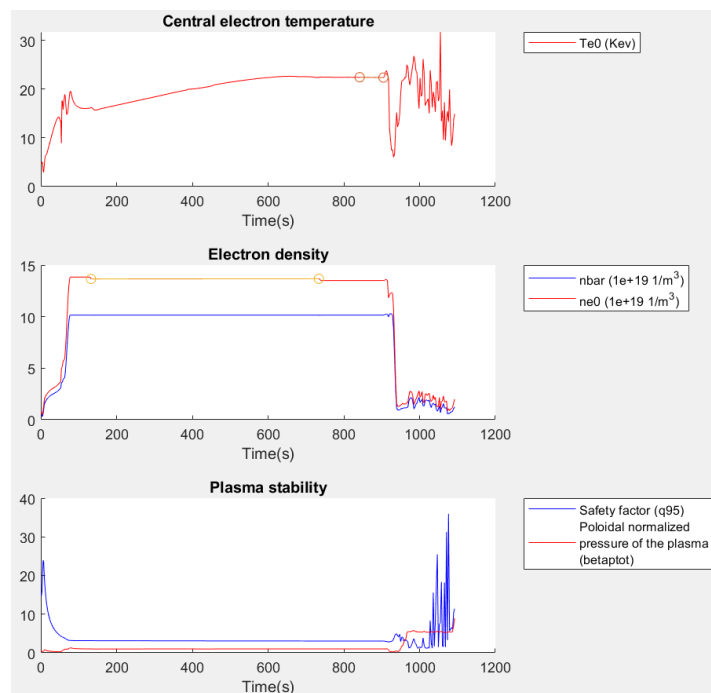 Central electron temperature
30
20
10
0
0 200 400 600 800 1000 1200
Time(s)
Te0 (Kev)
Electron density
15
10
5
0
0 200 400 600 800 1000 1200
Time(s)
nbar (1e+19 1/m³)
ne0 (1e+19 1/m³)
Plasma stability
40
30
20
10
0
0 200 400 600 800 1000 1200
Time(s)
Safety factor (q95)
Poloidal normalized
pressure of the plasma
(betaptot)